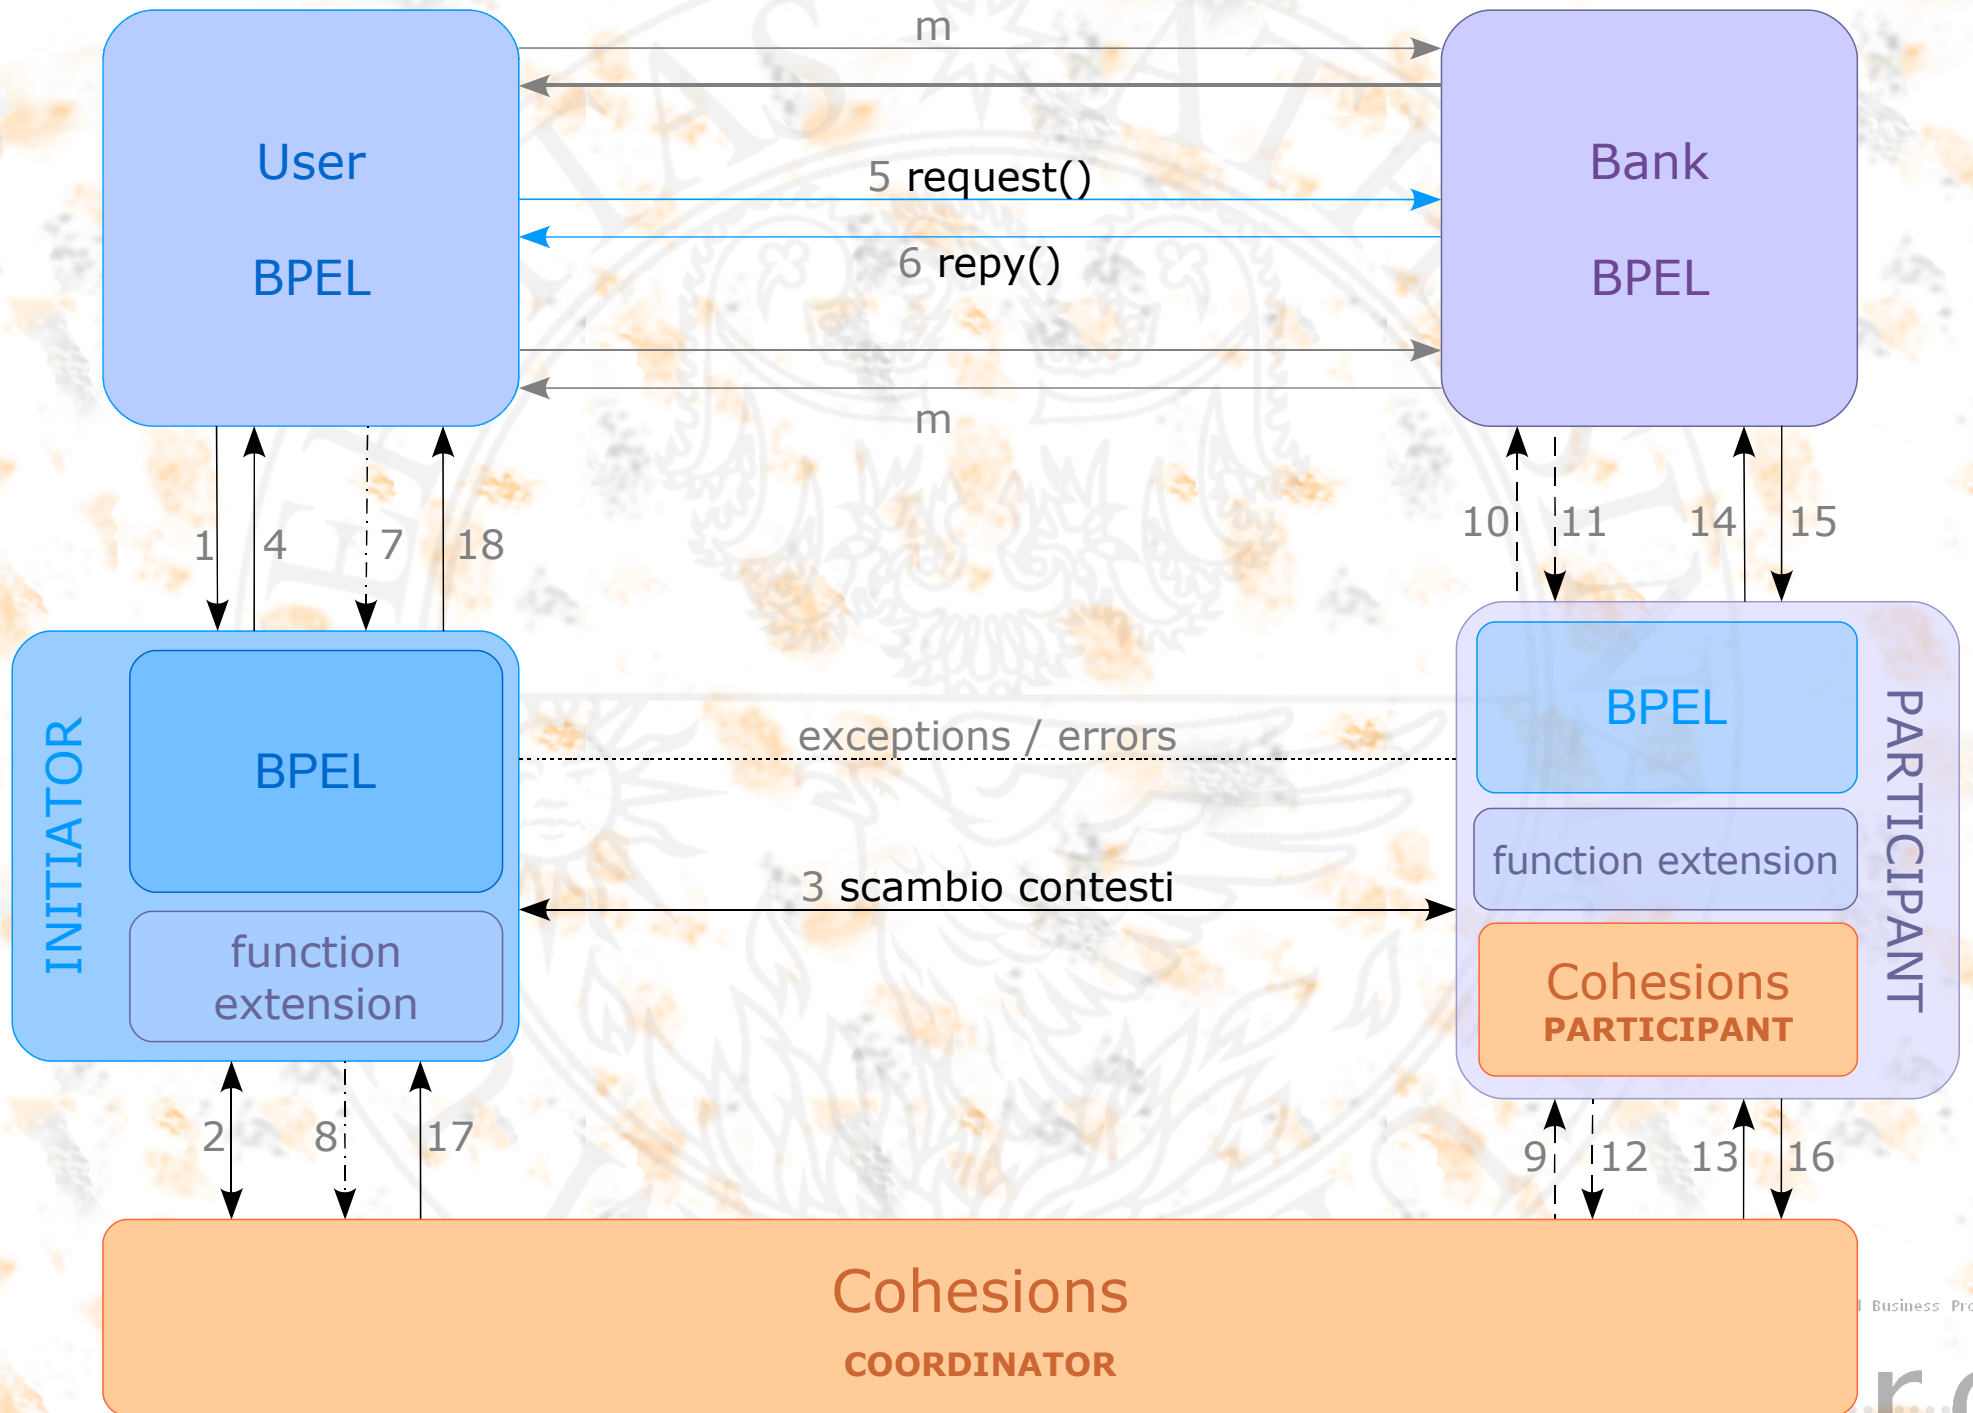 m
User
BPEL
Bank
BPEL
5 request()
6 repy()
m
1
4
7
18
10
11
14
15
INITIATOR
BPEL
function
extension
exceptions / errors
3 scambio contesti
BPEL
function extension
Cohesions
PARTICIPANT
PARTICIPANT
2
8
17
9
12
13
16
Cohesions
COORDINATOR
Business